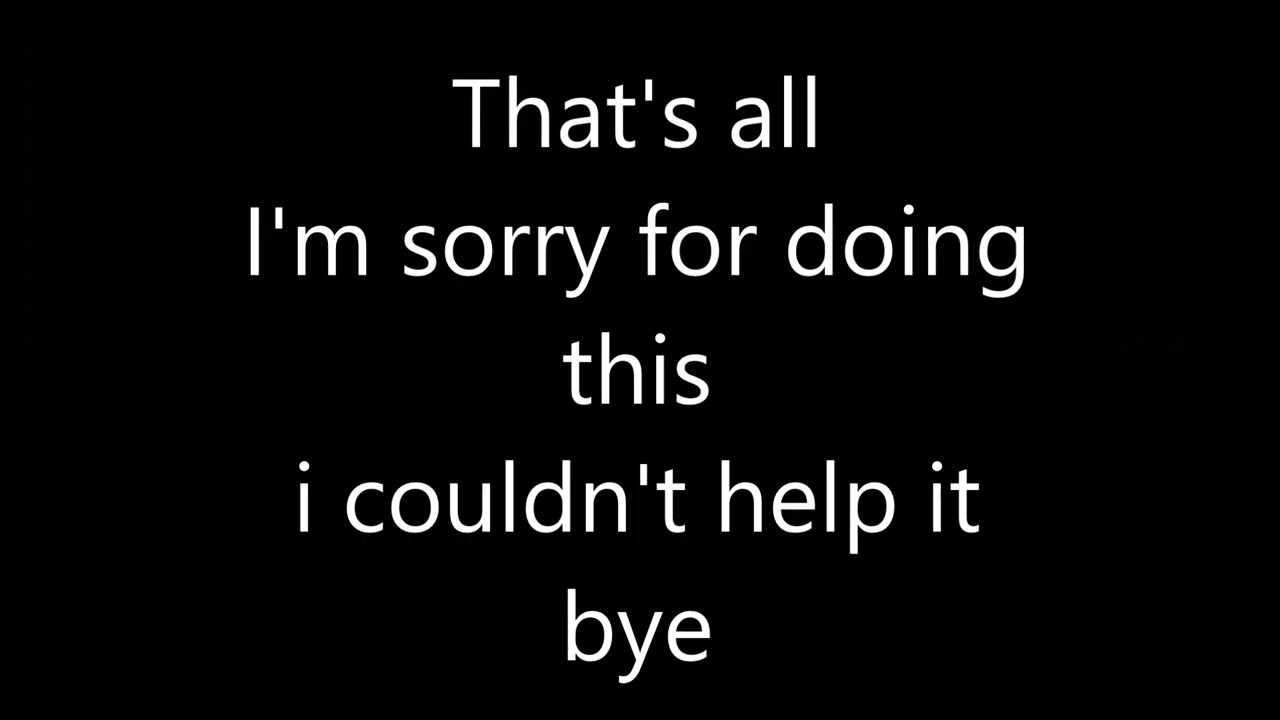 That's all
I'm sorry for doing
this
i couldn't help it
bye